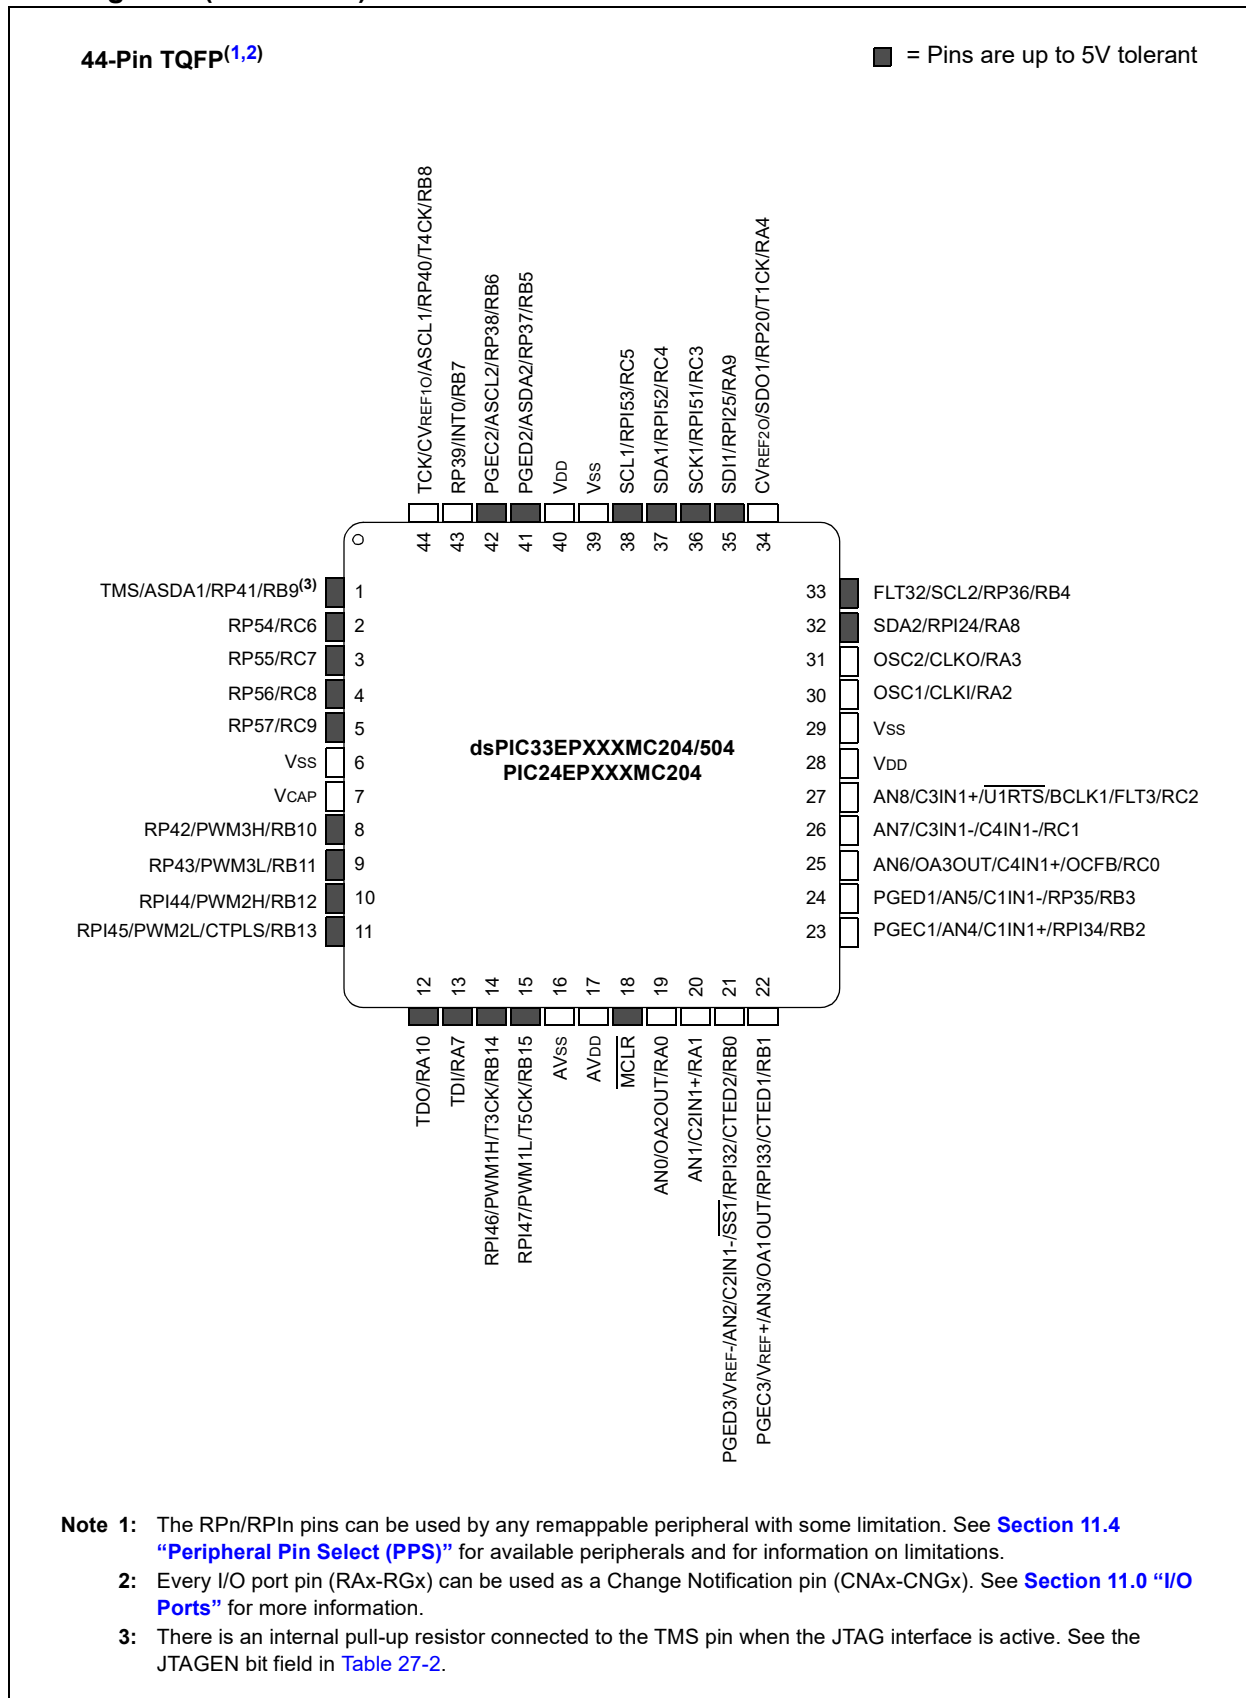 44-Pin TQFP(1,2)
= Pins are up to 5V tolerant
TCK/CVREF1O/ASCL1/RP40/T4CK/RB8
RP39/INT0/RB7
PGEC2/ASCL2/RP38/RB6
PGED2/ASDA2/RP37/RB5
VDD
VSS
SCL1/RPI53/RC5
SDA1/RPI52/RC4
SCK1/RPI51/RC3
SDI1/RPI25/RA9
CVREF2O/SDO1/RP20/T1CK/RA4
44
43
42
41
40
39
38
37
36
35
34
TMS/ASDA1/RP41/RB9(3) 1
RP54/RC6 2
RP55/RC7 3
RP56/RC8 4
RP57/RC9 5
VSS 6
VCAP 7
RP42/PWM3H/RB10 8
RP43/PWM3L/RB11 9
RPI44/PWM2H/RB12 10
RPI45/PWM2L/CTPLS/RB13 11
dsPIC33EPXXXMC204/504
PIC24EPXXXMC204
33 FLT32/SCL2/RP36/RB4
32 SDA2/RPI24/RA8
31 OSC2/CLKO/RA3
30 OSC1/CLKI/RA2
29 VSS
28 VDD
27 AN8/C3IN1+/U1RTS/BCLK1/FLT3/RC2
26 AN7/C3IN1-/C4IN1-/RC1
25 AN6/OA3OUT/C4IN1+/OCFB/RC0
24 PGED1/AN5/C1IN1-/RP35/RB3
23 PGEC1/AN4/C1IN1+/RPI34/RB2
12
13
14
15
16
17
18
19
20
21
22
TDO/RA10
TDI/RA7
RPI46/PWM1H/T3CK/RB14
RPI47/PWM1L/T5CK/RB15
AVSS
AVDD
MCLR
AN0/OA2OUT/RA0
AN1/C2IN1+/RA1
PGED3/VREF-/AN2/C2IN1-/SS1/RPI32/CTED2/RB0
PGEC3/VREF+/AN3/OA1OUT/RPI33/CTED1/RB1
Note 1: The RPn/RPIn pins can be used by any remappable peripheral with some limitation. See Section 11.4
“Peripheral Pin Select (PPS)” for available peripherals and for information on limitations.
2: Every I/O port pin (RAx-RGx) can be used as a Change Notification pin (CNAx-CNGx). See Section 11.0 “I/O
Ports” for more information.
3: There is an internal pull-up resistor connected to the TMS pin when the JTAG interface is active. See the
JTAGEN bit field in Table 27-2.